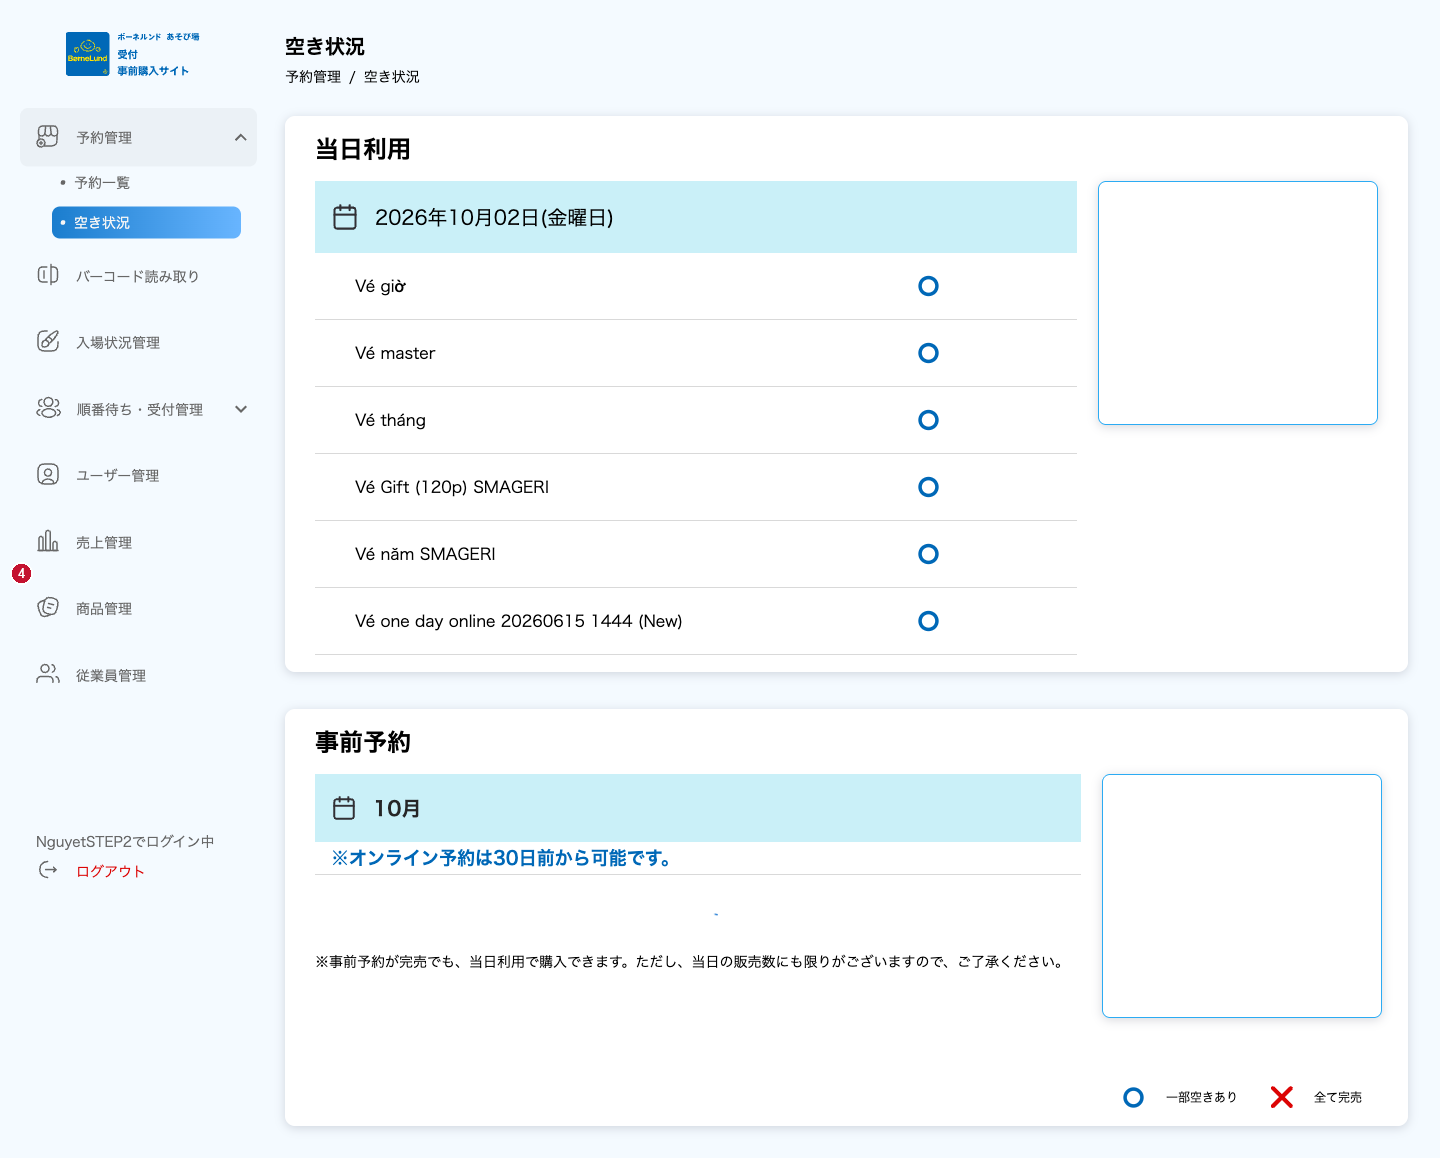 ボーネルンド あそび場
BørneLund
受付
事前購入サイト
予約管理
予約一覧
空き状況
バーコード読み取り
入場状況管理
順番待ち・受付管理
ユーザー管理
売上管理
4
商品管理
従業員管理
NguyetSTEP2でログイン中
ログアウト
空き状況
予約管理 / 空き状況
当日利用
2026年10月02日(金曜日)
Vé giờ
Vé master
Vé tháng
Vé Gift (120p) SMAGERI
Vé năm SMAGERI
Vé one day online 20260615 1444 (New)
事前予約
10月
※オンライン予約は30日前から可能です。
※事前予約が完売でも、当日利用で購入できます。ただし、当日の販売数にも限りがございますので、ご了承ください。
一部空きあり
全て完売